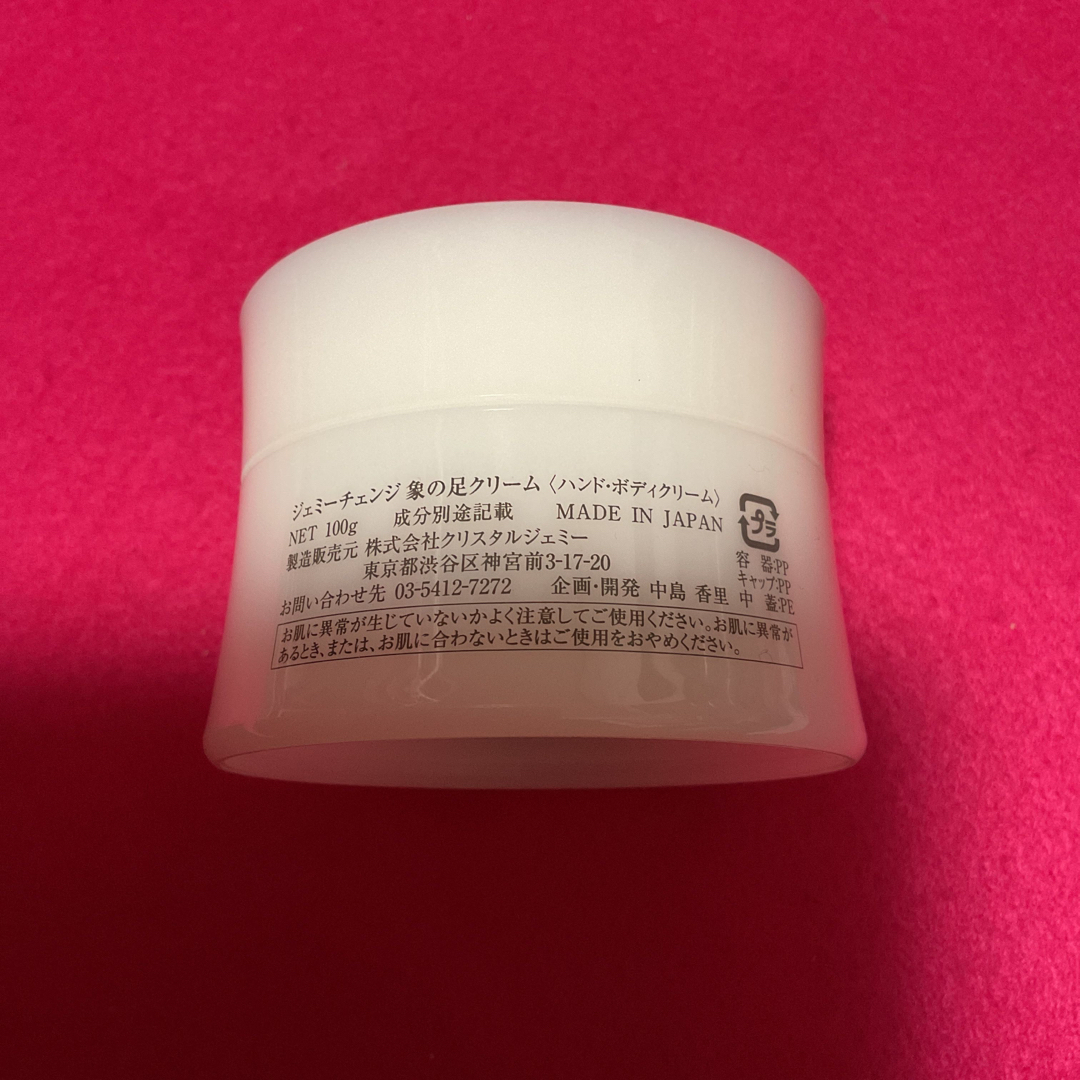 ジェミーチェンジ 象の足クリーム〈ハンド・ボディクリーム〉
NET 100g 成分別途記載 MADE IN JAPAN
製造販売元 株式会社クリスタルジェミー
東京都渋谷区神宮前3-17-20
お問い合わせ先 03-5412-7272 企画・開発 中島 香里
お肌に異常が生じていないかよく注意してご使用ください。お肌に異常が
あるとき、または、お肌に合わないときはご使用をおやめください。
プラ
容 器:PP
キャップ:PP
中 蓋:PE